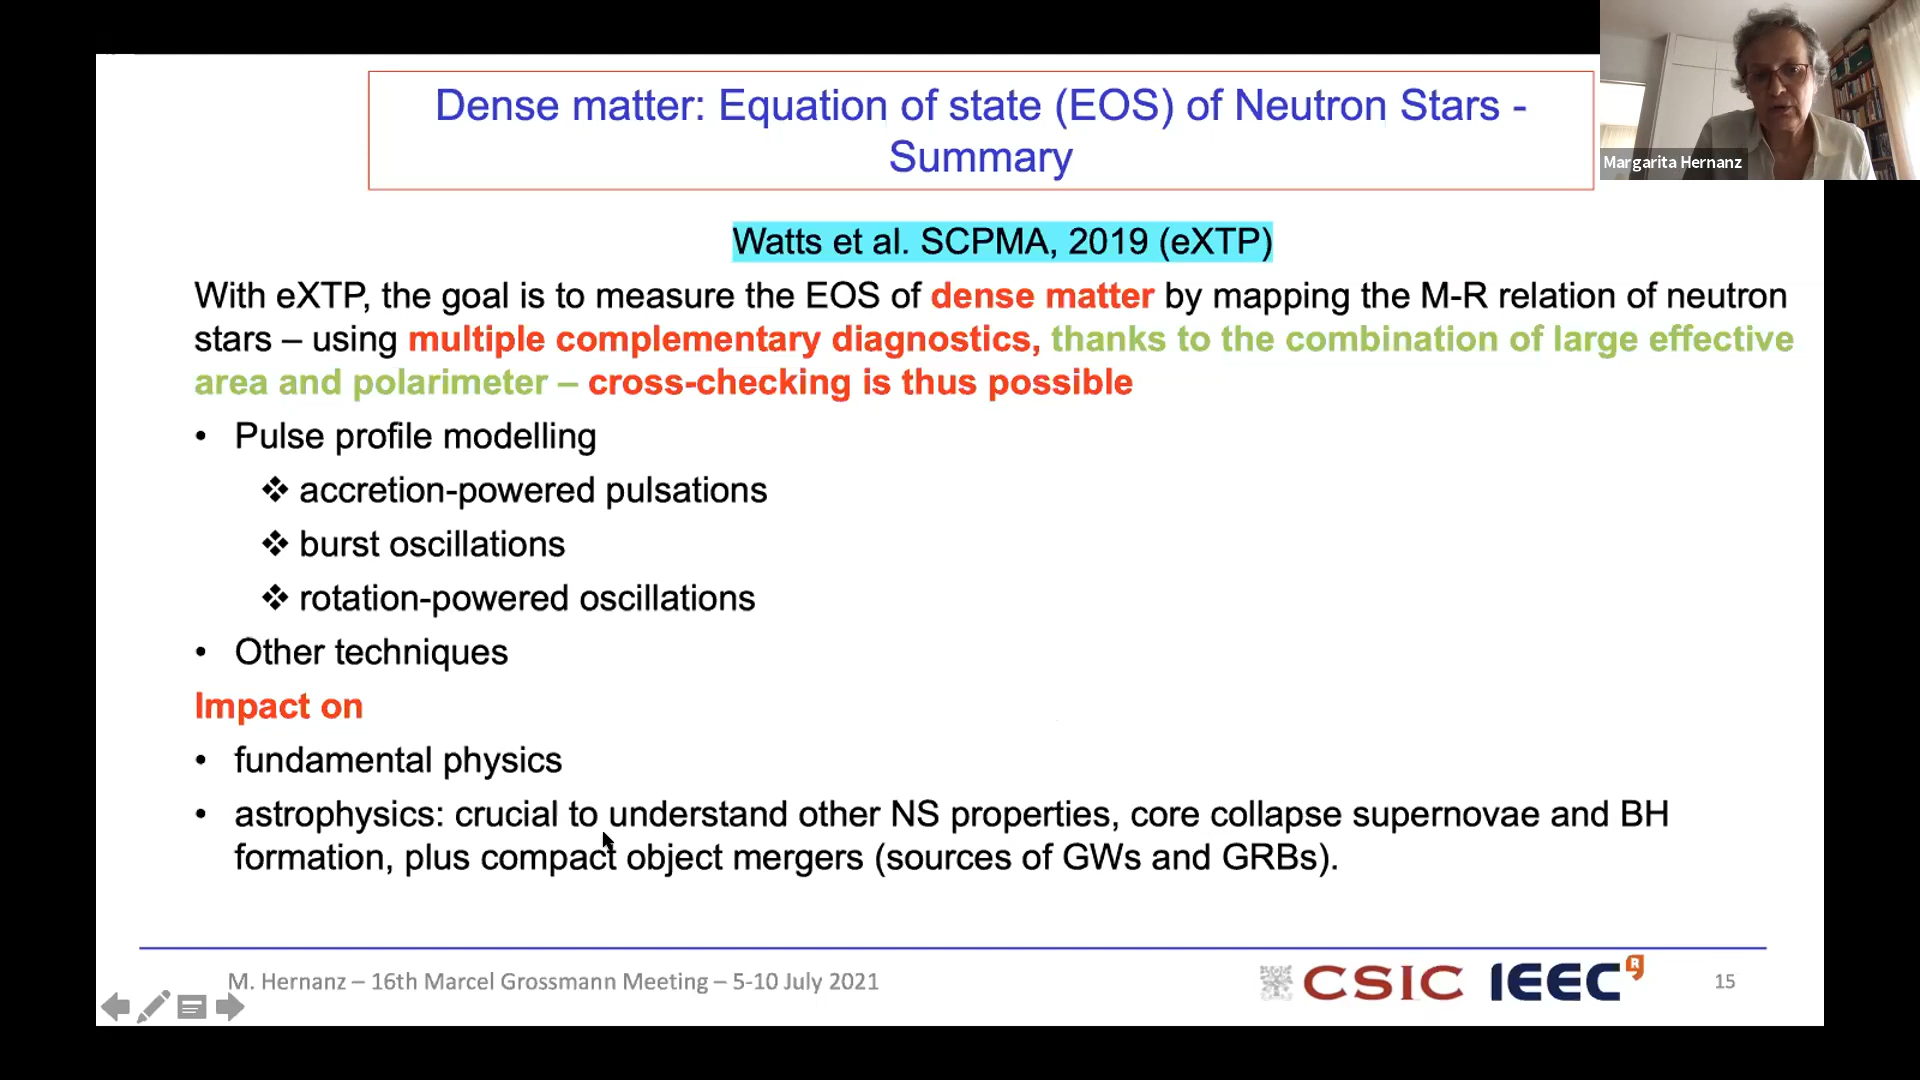 Dense matter: Equation of state (EOS) of Neutron Stars -
Summary
Margarita Hernanz
Watts et al. SCPMA, 2019 (eXTP)
With eXTP, the goal is to measure the EOS of dense matter by mapping the M-R relation of neutron
stars – using multiple complementary diagnostics, thanks to the combination of large effective
area and polarimeter – cross-checking is thus possible
• Pulse profile modelling
❖ accretion-powered pulsations
❖ burst oscillations
❖ rotation-powered oscillations
• Other techniques
Impact on
• fundamental physics
• astrophysics: crucial to understand other NS properties, core collapse supernovae and BH
formation, plus compact object mergers (sources of GWs and GRBs).
M. Hernanz – 16th Marcel Grossmann Meeting – 5-10 July 2021
CSIC IEEC R
15